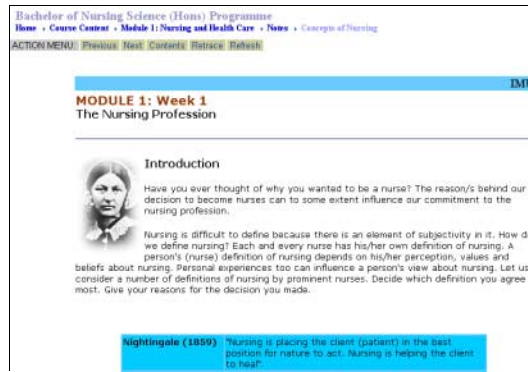 Bachelor of Nursing Science (Hons) Programme
Home › Course Content › Module 1: Nursing and Health Care › Notes › Concepts of Nursing
ACTION MENU: Previous Next Contents Retrace Refresh
IMU
MODULE 1: Week 1
The Nursing Profession
Introduction
Have you ever thought of why you wanted to be a nurse? The reason/s behind our
decision to become nurses can to some extent influence our commitment to the
nursing profession.
Nursing is difficult to define because there is an element of subjectivity in it. How d
we define nursing? Each and every nurse has his/her own definition of nursing. A
person's (nurse) definition of nursing depends on his/her perception, values and
beliefs about nursing. Personal experiences too can influence a person's view about nursing. Let us
consider a number of definitions of nursing by prominent nurses. Decide which definition you agree
most. Give your reasons for the decision you made.
Nightingale (1859) "Nursing is placing the client (patient) in the best
position for nature to act. Nursing is helping the client
to heal".